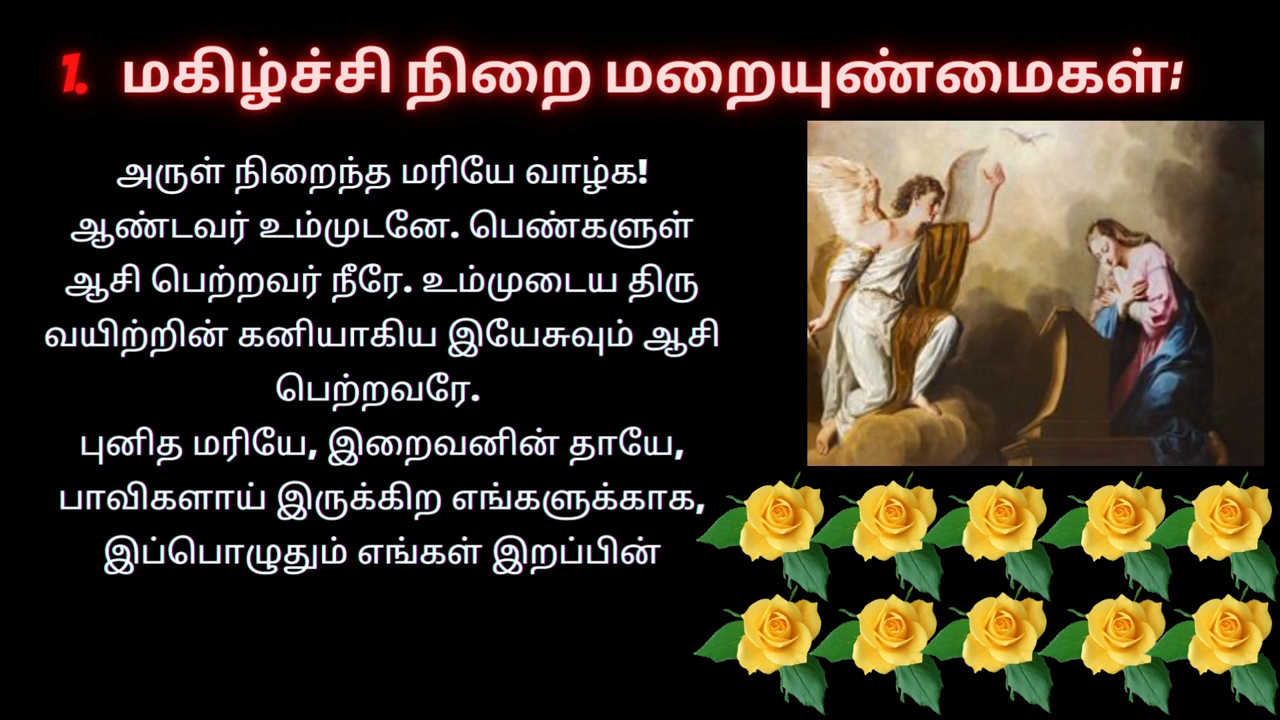 1. மகிழ்ச்சி நிறை மறையுண்மைகள்!
அருள் நிறைந்த மரியே வாழ்க!
ஆண்டவர் உம்முடனே. பெண்களுள்
ஆசி பெற்றவர் நீரே. உம்முடைய திரு
வயிற்றின் கனியாகிய இயேசுவும் ஆசி
பெற்றவரே.
புனித மரியே, இறைவனின் தாயே,
பாவிகளாய் இருக்கிற எங்களுக்காக,
இப்பொழுதும் எங்கள் இறப்பின்